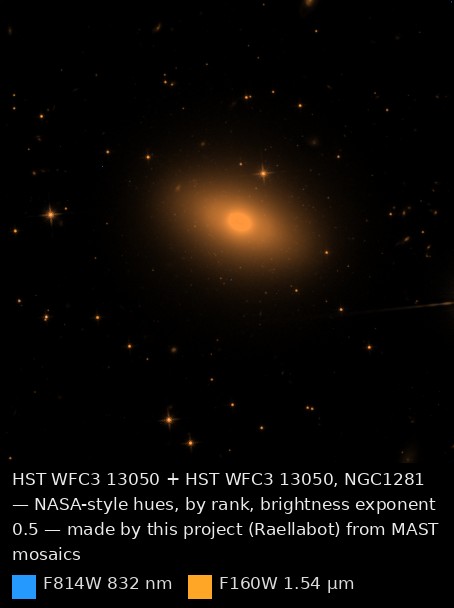 HST WFC3 13050 + HST WFC3 13050, NGC1281
— NASA-style hues, by rank, brightness exponent
0.5 — made by this project (Raellabot) from MAST
mosaics
F814W 832 nm F160W 1.54 µm